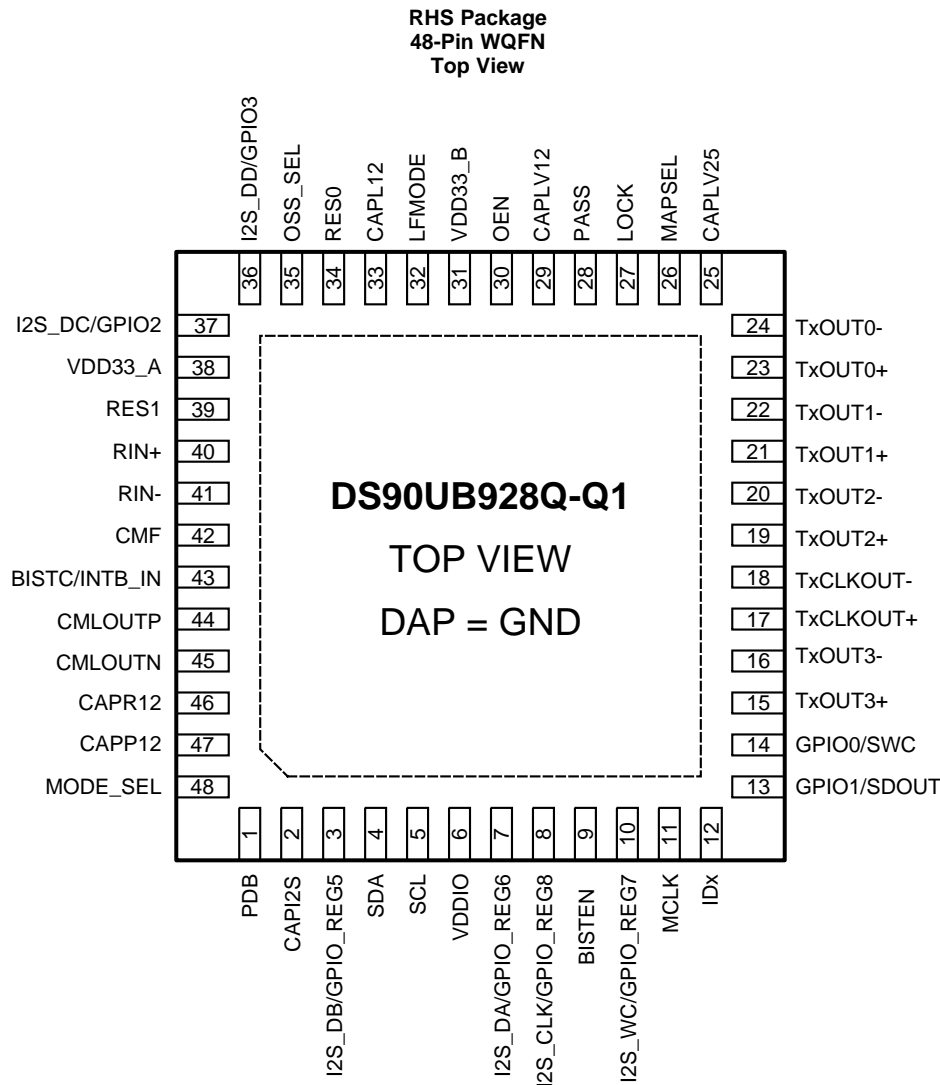 RHS Package
48-Pin WQFN
Top View
I2S_DD/GPIO3
OSS_SEL
RES0
CAPL12
LFMODE
VDD33_B
OEN
CAPLV12
PASS
LOCK
MAPSEL
CAPLV25
36
35
34
33
32
31
30
29
28
27
26
25
I2S_DC/GPIO2 37
VDD33_A 38
RES1 39
RIN+ 40
RIN- 41
CMF 42
BISTC/INTB_IN 43
CMLOUTP 44
CMLOUTN 45
CAPR12 46
CAPP12 47
MODE_SEL 48
DS90UB928Q-Q1
TOP VIEW
DAP = GND
24 TxOUT0-
23 TxOUT0+
22 TxOUT1-
21 TxOUT1+
20 TxOUT2-
19 TxOUT2+
18 TxCLKOUT-
17 TxCLKOUT+
16 TxOUT3-
15 TxOUT3+
14 GPIO0/SWC
13 GPIO1/SDOUT
1
2
3
4
5
6
7
8
9
10
11
12
PDB
CAPI2S
I2S_DB/GPIO_REG5
SDA
SCL
VDDIO
I2S_DA/GPIO_REG6
I2S_CLK/GPIO_REG8
BISTEN
I2S_WC/GPIO_REG7
MCLK
IDx